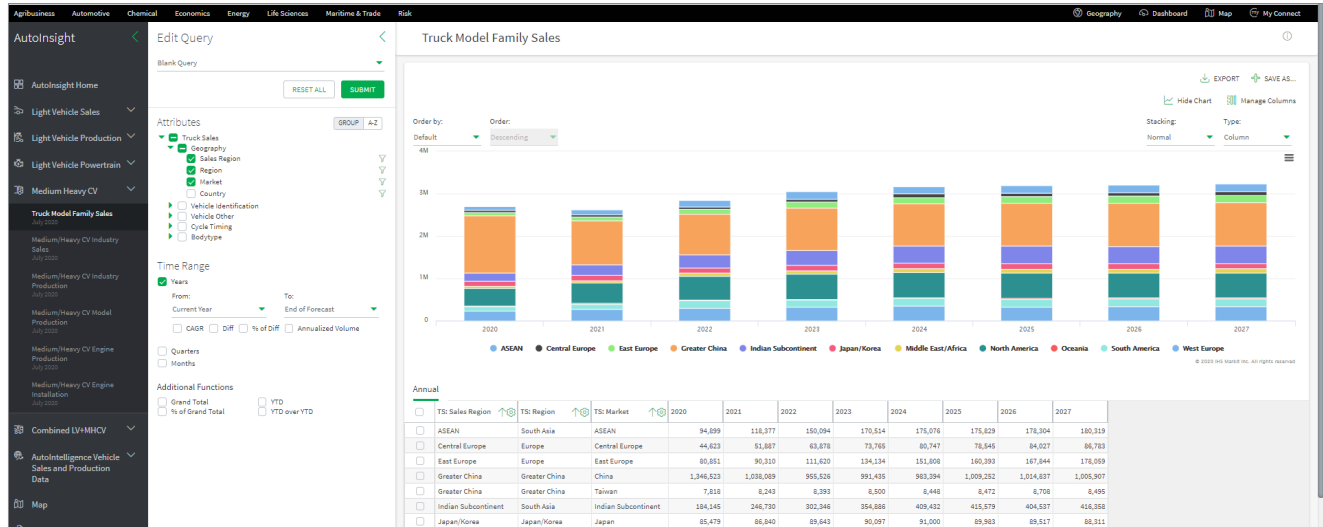 Agribusiness Automotive Chemical Economics Energy Life Sciences Maritime & Trade Risk Geography Dashboard Map My Connect
AutoInsight
AutoInsight Home
Light Vehicle Sales
Light Vehicle Production
Light Vehicle Powertrain
Medium Heavy CV
Truck Model Family Sales
July 2020
Medium/Heavy CV Industry
Sales
July 2020
Medium/Heavy CV Industry
Production
July 2020
Medium/Heavy CV Model
Production
July 2020
Medium/Heavy CV Engine
Production
July 2020
Medium/Heavy CV Engine
Installation
July 2020
Combined LV+MHCV
AutoIntelligence Vehicle
Sales and Production
Data
Map
Edit Query
Blank Query
RESET ALL SUBMIT
Attributes GROUP A-Z
Truck Sales
Geography
Sales Region
Region
Market
Country
Vehicle Identification
Vehicle Other
Cycle Timing
Bodytype
Time Range
Years
From: To:
Current Year End of Forecast
CAGR Diff % of Diff Annualized Volume
Quarters
Months
Additional Functions
Grand Total YTD
% of Grand Total YTD over YTD
Truck Model Family Sales
EXPORT SAVE AS...
Hide Chart Manage Columns
Order by: Order: Stacking: Type:
Default Descending Normal Column
4M
3M
2M
1M
0
2020 2021 2022 2023 2024 2025 2026 2027
ASEAN Central Europe East Europe Greater China Indian Subcontinent Japan/Korea Middle East/Africa North America Oceania South America West Europe
© 2020 IHS Markit Inc. All rights reserved
Annual
TS: Sales Region TS: Region TS: Market 2020 2021 2022 2023 2024 2025 2026 2027
ASEAN South Asia ASEAN 94,899 118,377 150,094 170,514 175,076 175,829 178,304 180,319
Central Europe Europe Central Europe 44,623 51,887 63,878 73,765 80,747 78,545 84,027 86,783
East Europe Europe East Europe 80,851 90,310 111,620 134,134 151,808 160,393 167,844 178,059
Greater China Greater China China 1,346,523 1,038,089 955,526 991,435 983,394 1,009,252 1,014,837 1,005,907
Greater China Greater China Taiwan 7,818 8,243 8,393 8,500 8,448 8,472 8,708 8,495
Indian Subcontinent South Asia Indian Subcontinent 184,145 246,730 302,346 354,886 409,432 415,579 404,537 416,358
Japan/Korea Japan/Korea Japan 85,479 86,840 89,643 90,097 91,000 89,983 89,517 88,311